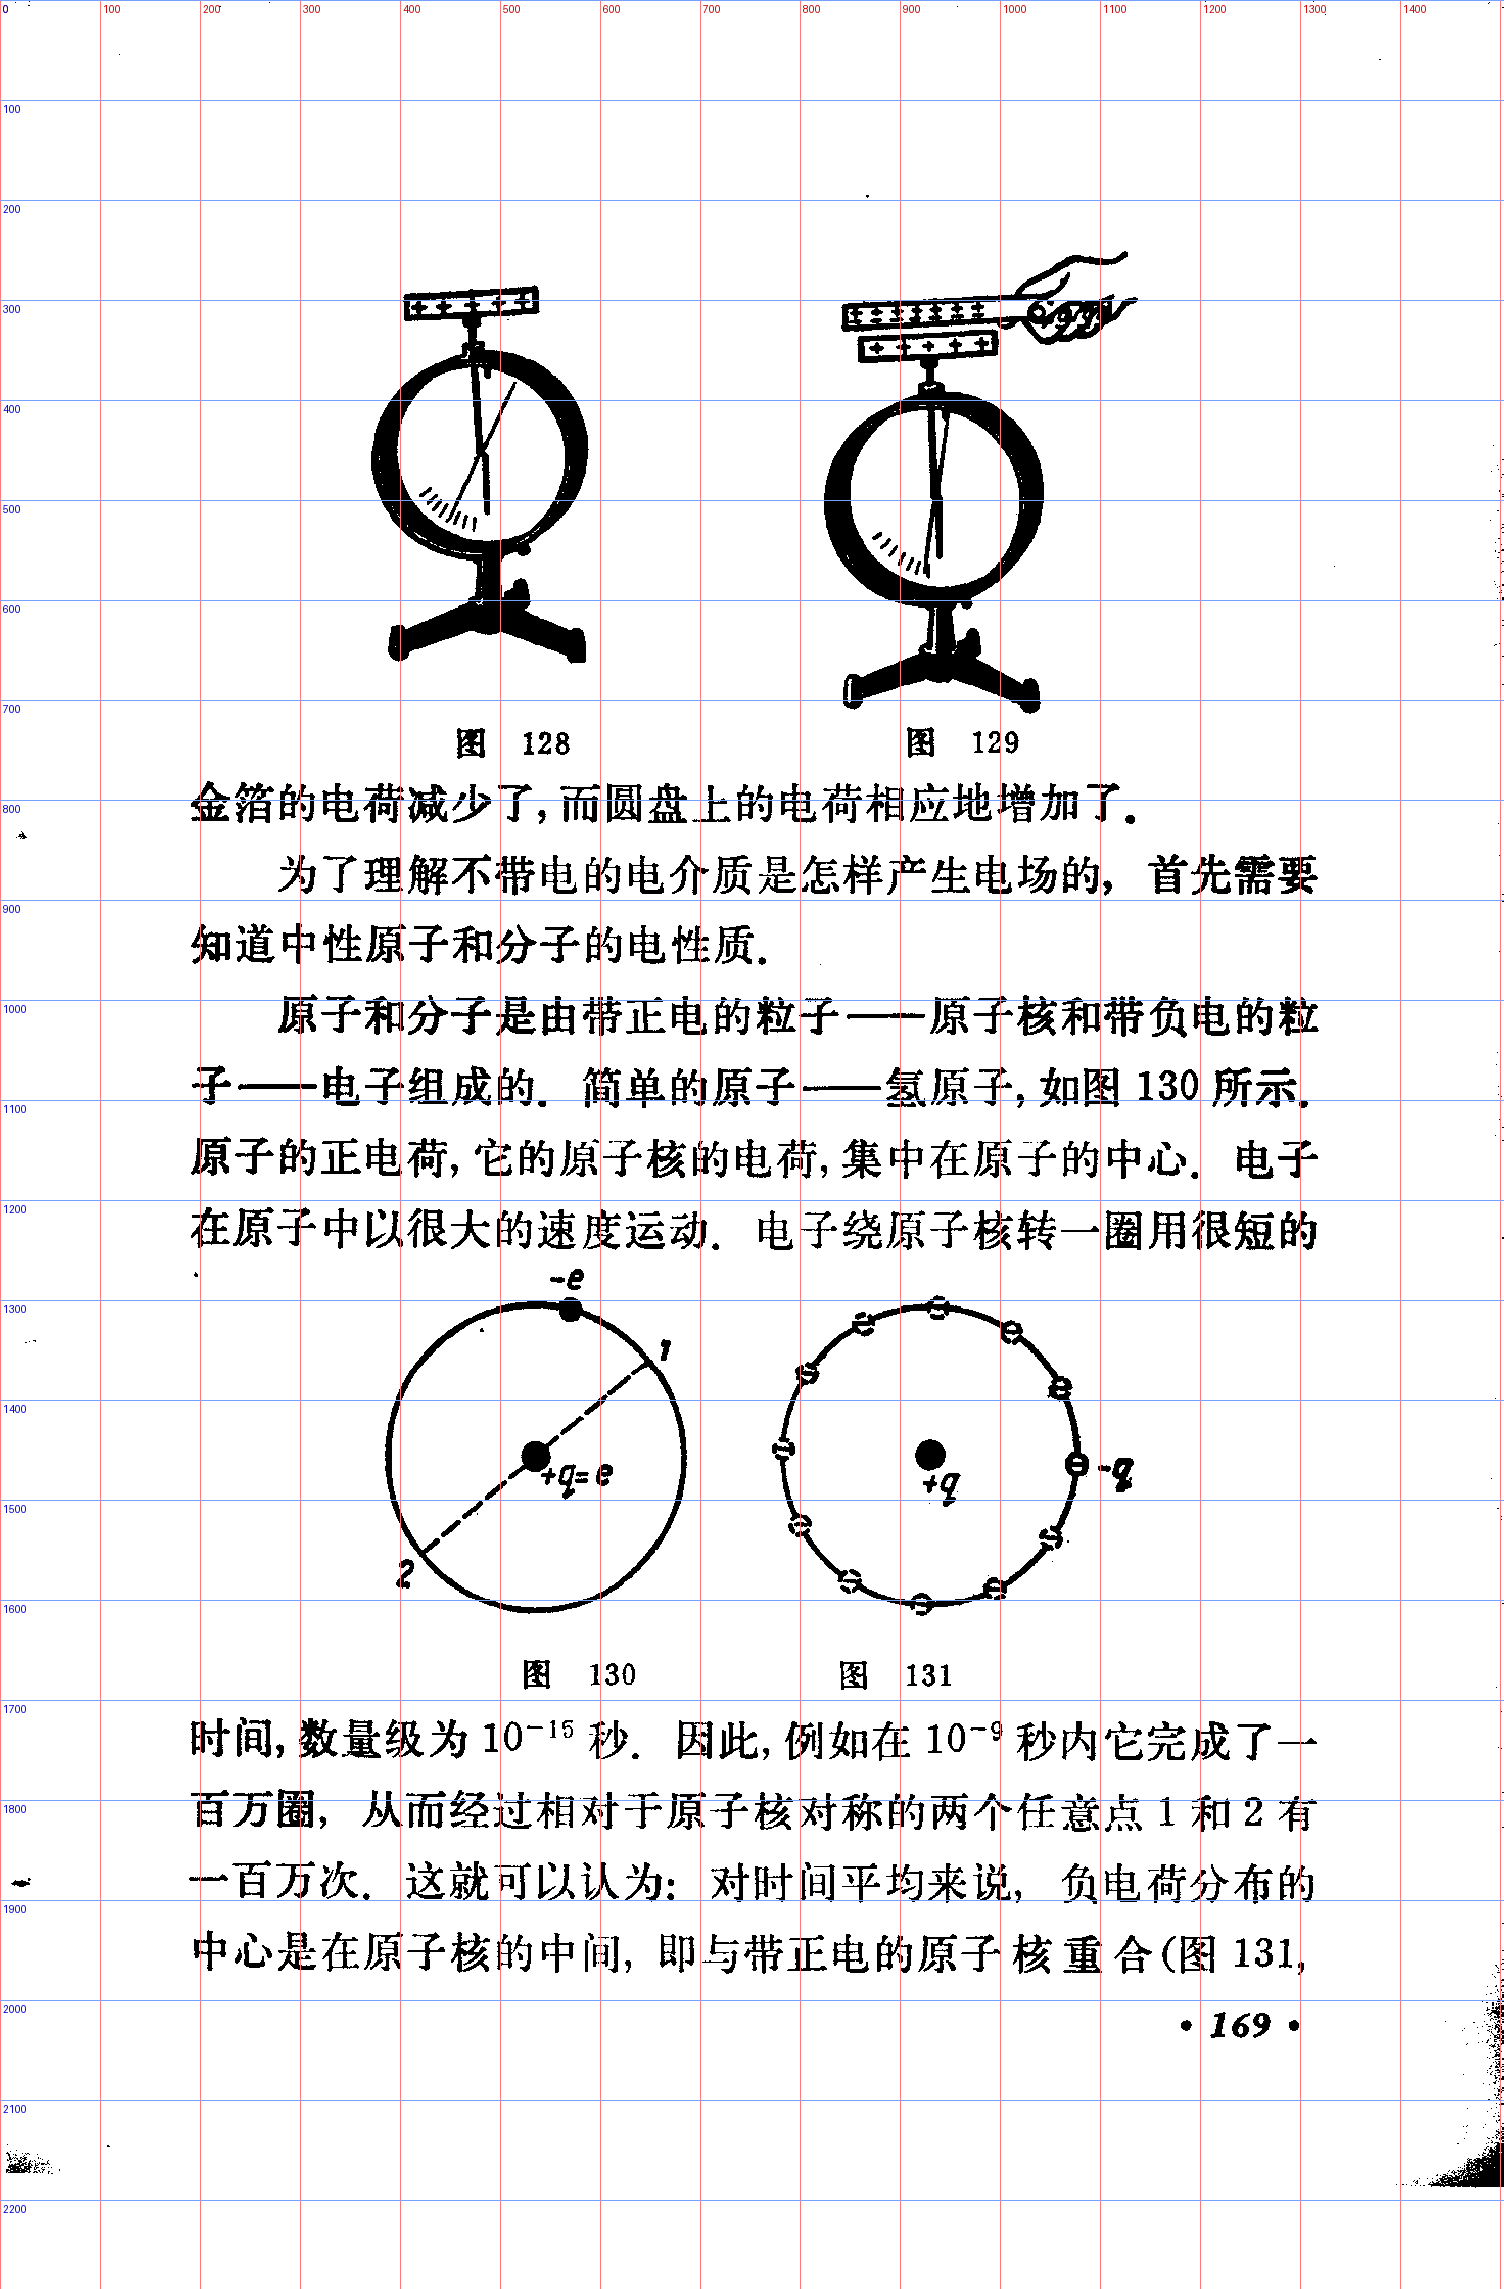 图 128
图 129
金箔的电荷减少了,而圆盘上的电荷相应地增加了.
为了理解不带电的电介质是怎样产生电场的,首先需要
知道中性原子和分子的电性质.
原子和分子是由带正电的粒子——原子核和带负电的粒
子——电子组成的. 简单的原子——氢原子,如图 130 所示.
原子的正电荷,它的原子核的电荷,集中在原子的中心. 电子
在原子中以很大的速度运动. 电子绕原子核转一圈用很短的
-e
1
+q=e
2
+q
-q
图 130
图 131
时间,数量级为 10⁻¹⁵ 秒. 因此,例如在 10⁻⁹ 秒内它完成了一
百万圈, 从而经过相对于原子核对称的两个任意点 1 和 2 有
一百万次. 这就可以认为: 对时间平均来说, 负电荷分布的
中心是在原子核的中间, 即与带正电的原子核重合(图 131,
• 169 •